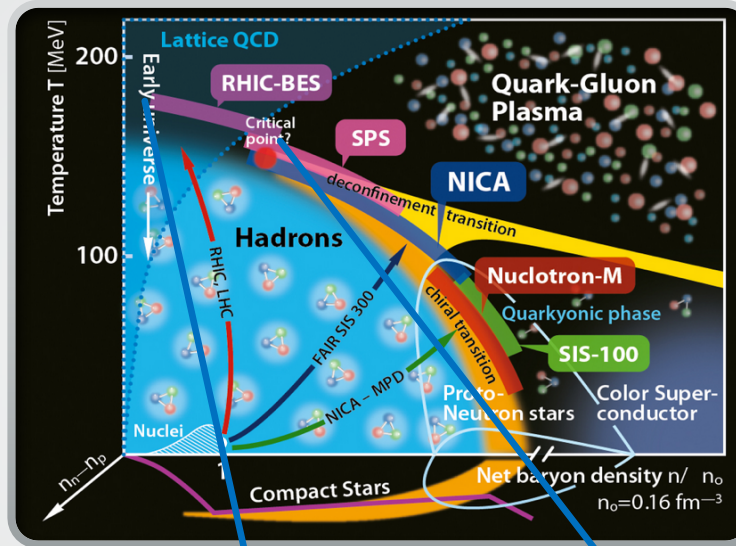 Temperature T [MeV]
200
100
Lattice QCD
Early universe
RHIC-BES
Critical
point?
SPS
Quark-Gluon
Plasma
deconfinement transition
NICA
Hadrons
RHIC, LHC
FAIR SIS 300
NICA – MPD
chiral transition
Nuclotron-M
Quarkyonic phase
SIS-100
Proto-
Neutron stars
Color Super-
conductor
Nuclei
1
nn–np
Compact Stars
Net baryon density n/ no
no=0.16 fm—3